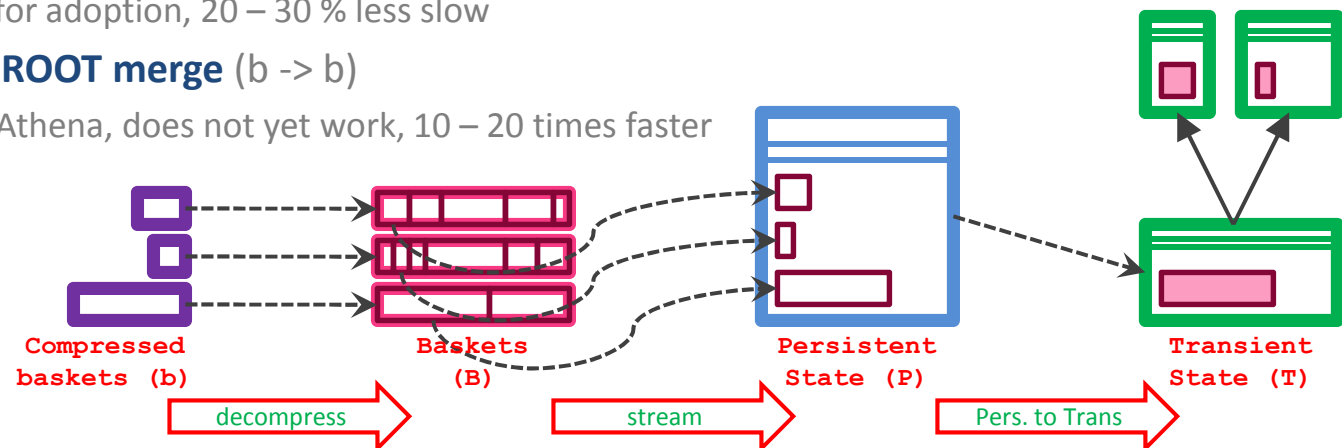 for adoption, 20 – 30 % less slow
ROOT merge (b -> b)
Athena, does not yet work, 10 – 20 times faster
Compressed
baskets (b)
Baskets
(B)
Persistent
State (P)
Transient
State (T)
decompress
stream
Pers. to Trans